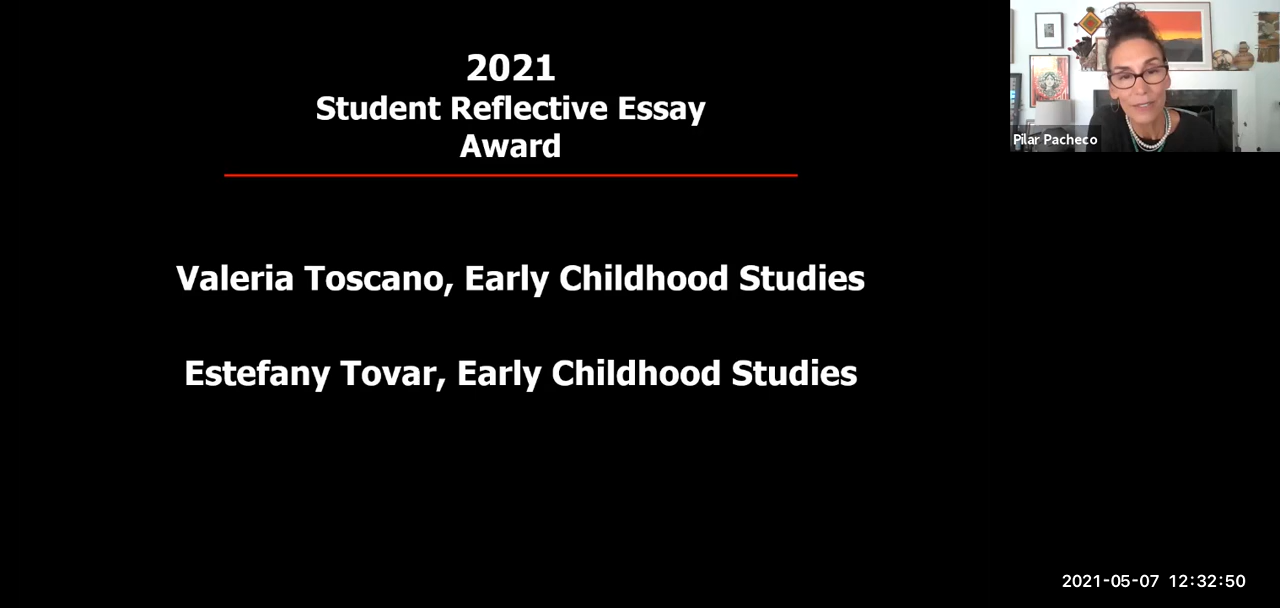 2021
Student Reflective Essay
Award
Valeria Toscano, Early Childhood Studies
Estefany Tovar, Early Childhood Studies
Pilar Pacheco
2021-05-07 12:32:50